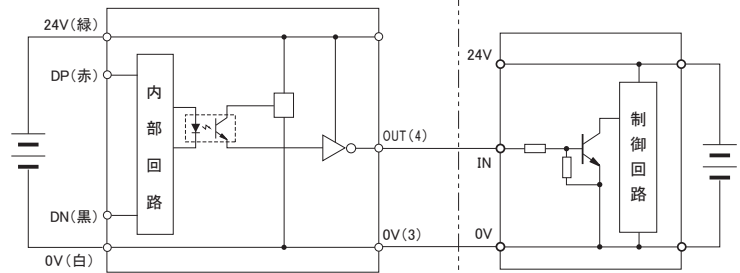 24V(緑)
DP(赤)
内部回路
DN(黒)
0V(白)
OUT(4)
0V(3)
24V
IN
0V
制御回路